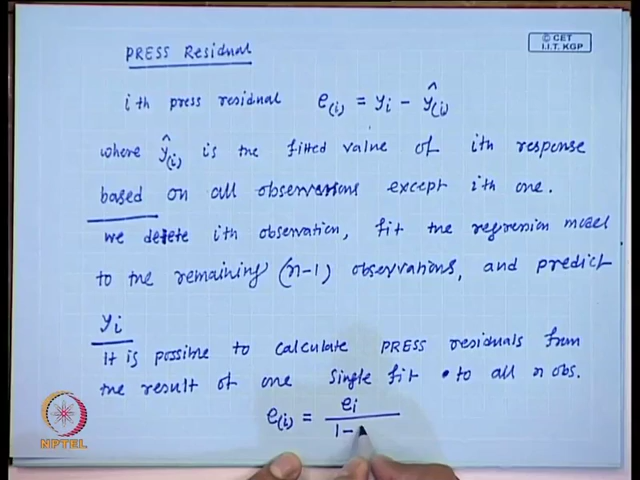 © CET
I.I.T. KGP
PRESS Residual
ith press residual e(i) = yi - ŷ(i)
where ŷ(i) is the fitted value of ith response
based on all observations except ith one.
we delete ith observation, fit the regression model
to the remaining (n-1) observations, and predict
yi
It is possible to calculate PRESS residuals from
the result of one single fit to all n obs.
e(i) = ei / 1-
NPTEL